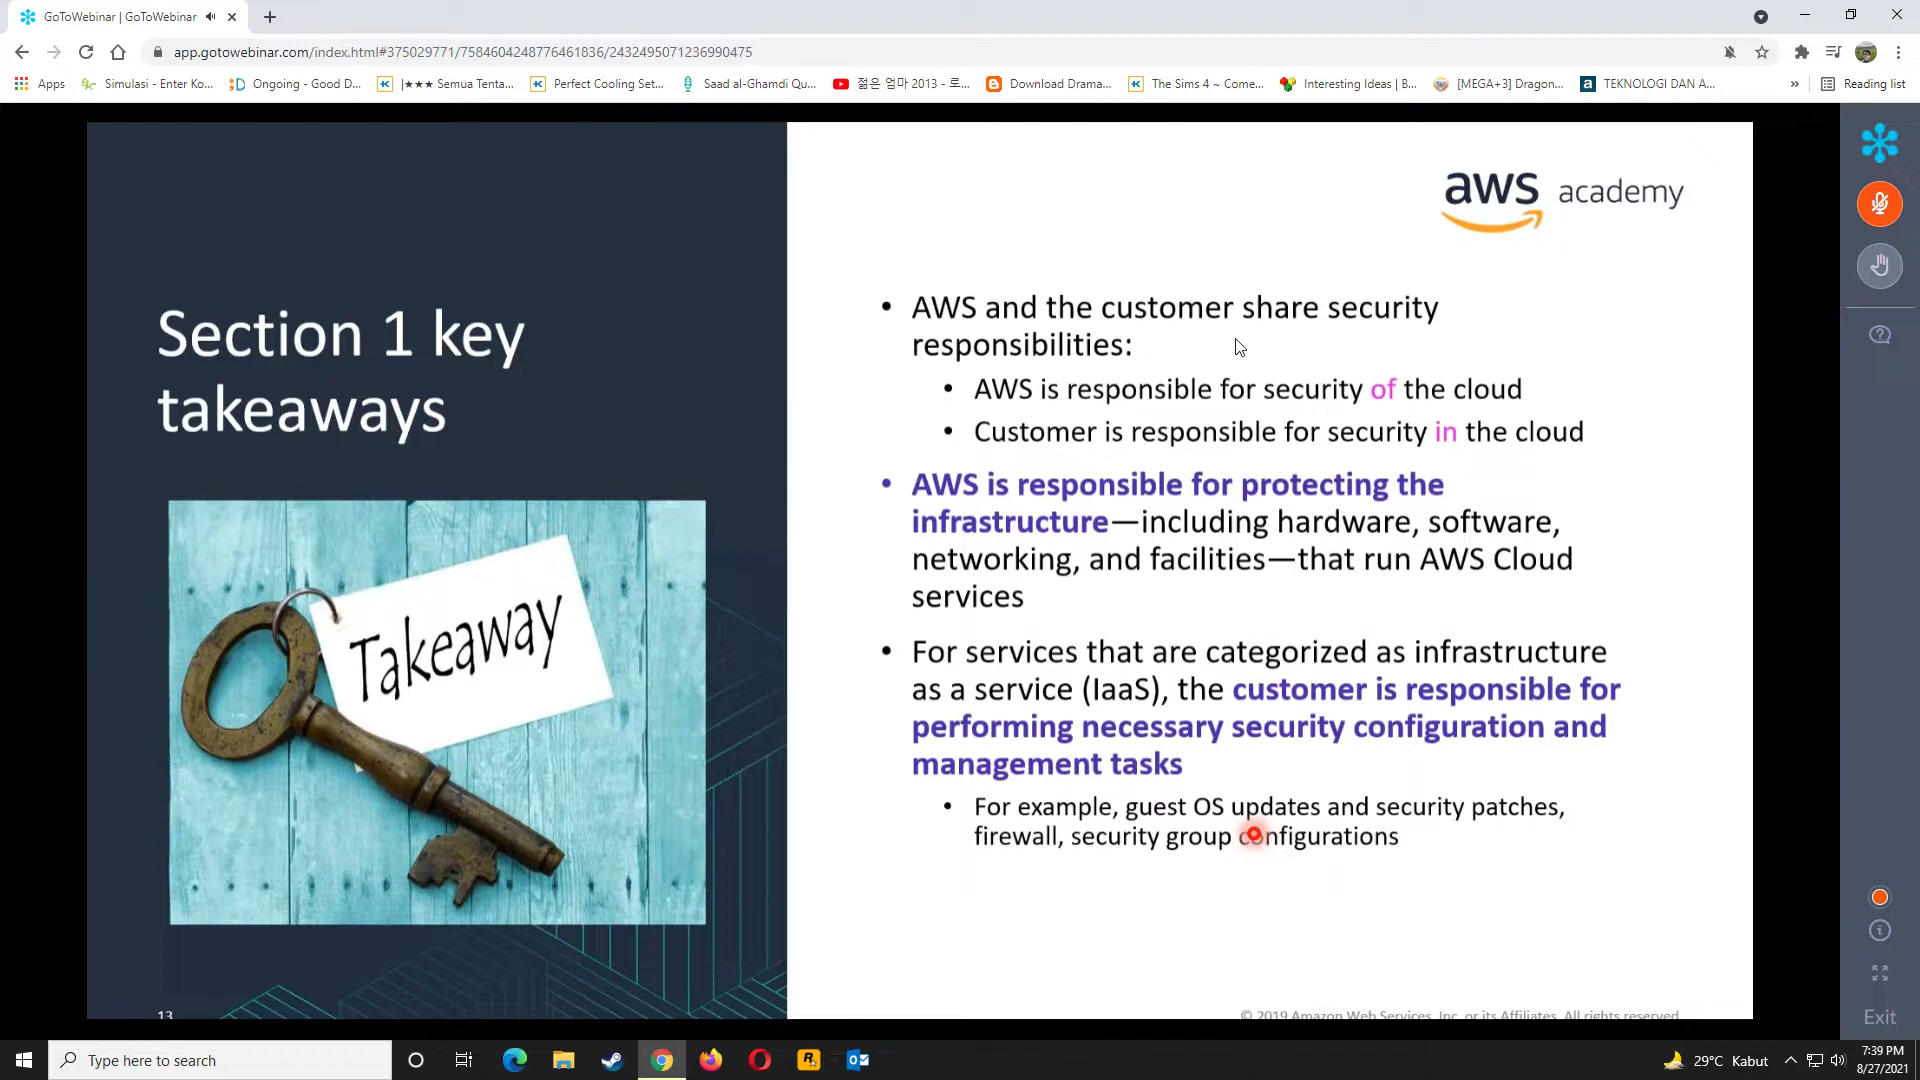 GoToWebinar | GoToWebinar
app.gotowebinar.com/index.html#375029771/7584604248776461836/2432495071236990475
Apps
Simulasi - Enter Ko...
Ongoing - Good D...
|★★★ Semua Tenta...
Perfect Cooling Set...
Saad al-Ghamdi Qu...
젊은 엄마 2013 - 로...
Download Drama...
The Sims 4 ~ Come...
Interesting Ideas | B...
[MEGA+3] Dragon...
TEKNOLOGI DAN A...
»
Reading list
aws academy
Section 1 key
takeaways
Takeaway
• AWS and the customer share security
responsibilities:
• AWS is responsible for security of the cloud
• Customer is responsible for security in the cloud
• AWS is responsible for protecting the
infrastructure—including hardware, software,
networking, and facilities—that run AWS Cloud
services
• For services that are categorized as infrastructure
as a service (IaaS), the customer is responsible for
performing necessary security configuration and
management tasks
• For example, guest OS updates and security patches,
firewall, security group configurations
13
© 2019 Amazon Web Services, Inc. or its Affiliates. All rights reserved
Exit
Type here to search
29°C Kabut
7:39 PM
8/27/2021